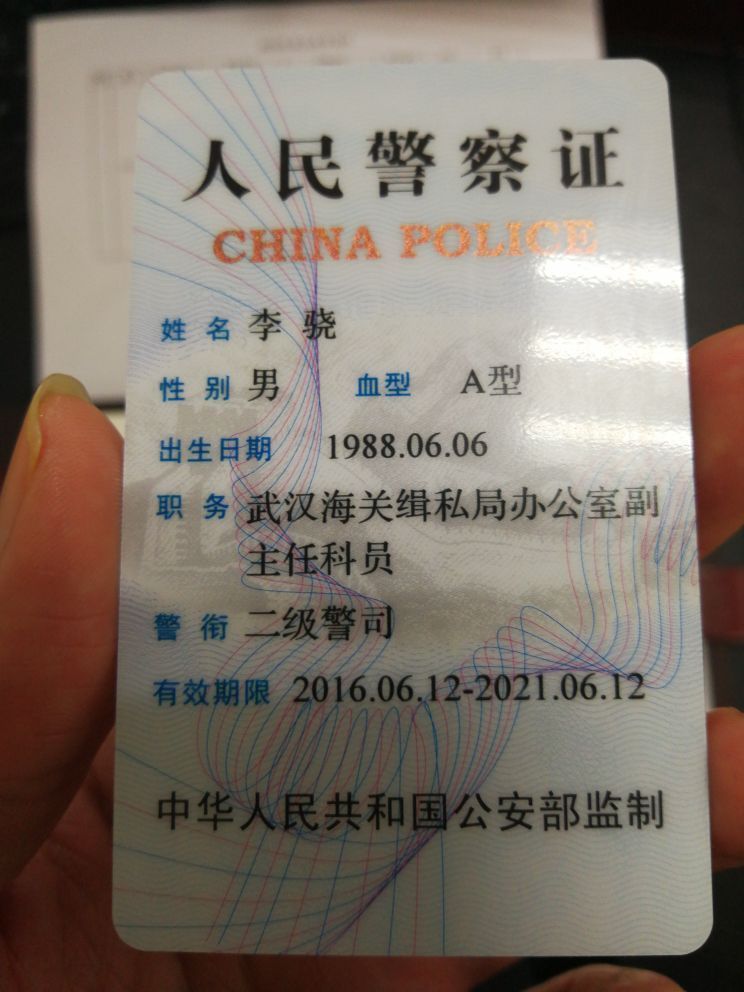 人民警察证
CHINA POLICE
姓名 李骁
性别 男 血型 A型
出生日期 1988.06.06
职务 武汉海关缉私局办公室副
主任科员
警衔 二级警司
有效期限 2016.06.12-2021.06.12
中华人民共和国公安部监制